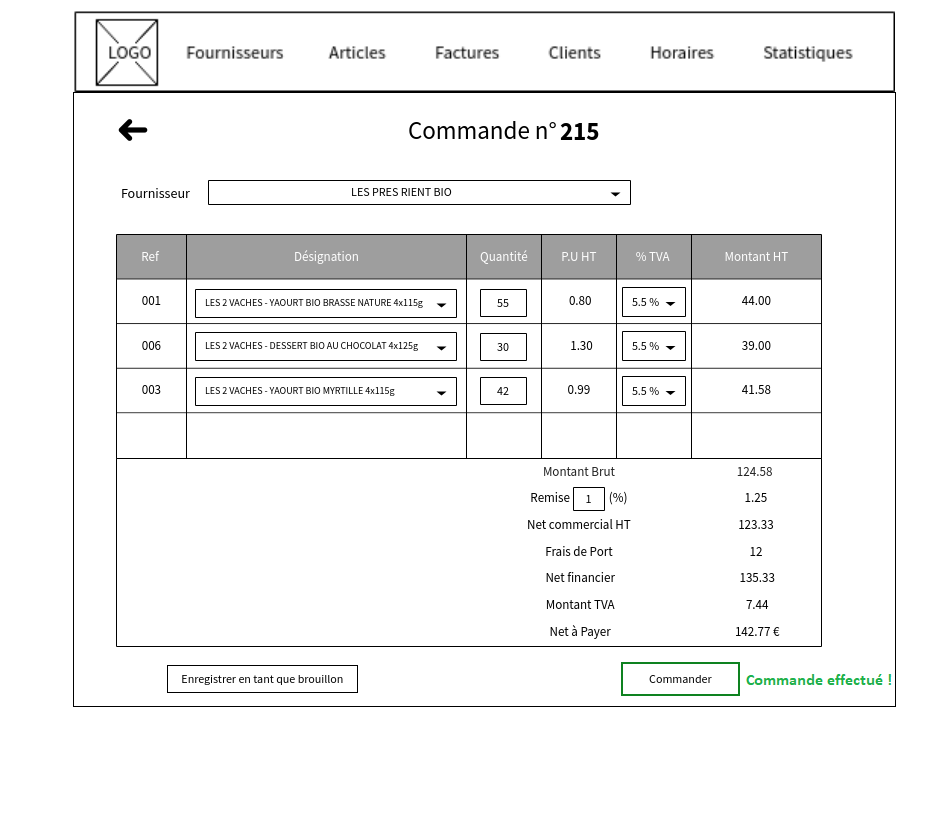 LOGO Fournisseurs Articles Factures Clients Horaires Statistiques
Commande n° 215
Fournisseur LES PRES RIENT BIO
Ref Désignation Quantité P.U HT % TVA Montant HT
001 LES 2 VACHES - YAOURT BIO BRASSE NATURE 4x115g 55 0.80 5.5 % 44.00
006 LES 2 VACHES - DESSERT BIO AU CHOCOLAT 4x125g 30 1.30 5.5 % 39.00
003 LES 2 VACHES - YAOURT BIO MYRTILLE 4x115g 42 0.99 5.5 % 41.58
Montant Brut 124.58
Remise 1 (%) 1.25
Net commercial HT 123.33
Frais de Port 12
Net financier 135.33
Montant TVA 7.44
Net à Payer 142.77 €
Enregistrer en tant que brouillon Commander Commande effectué !